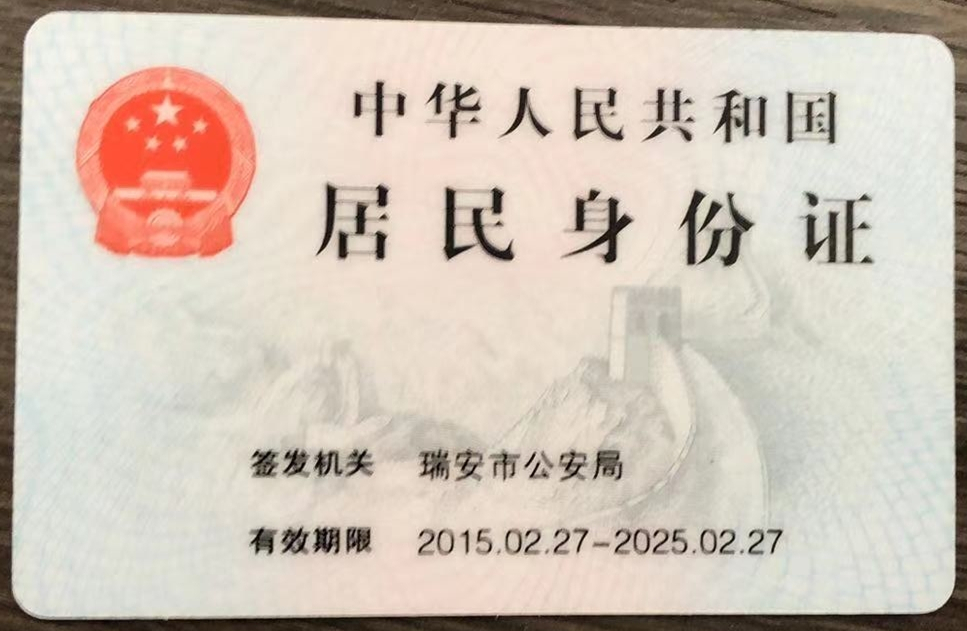 中华人民共和国
居民身份证
签发机关 瑞安市公安局
有效期限 2015.02.27-2025.02.27